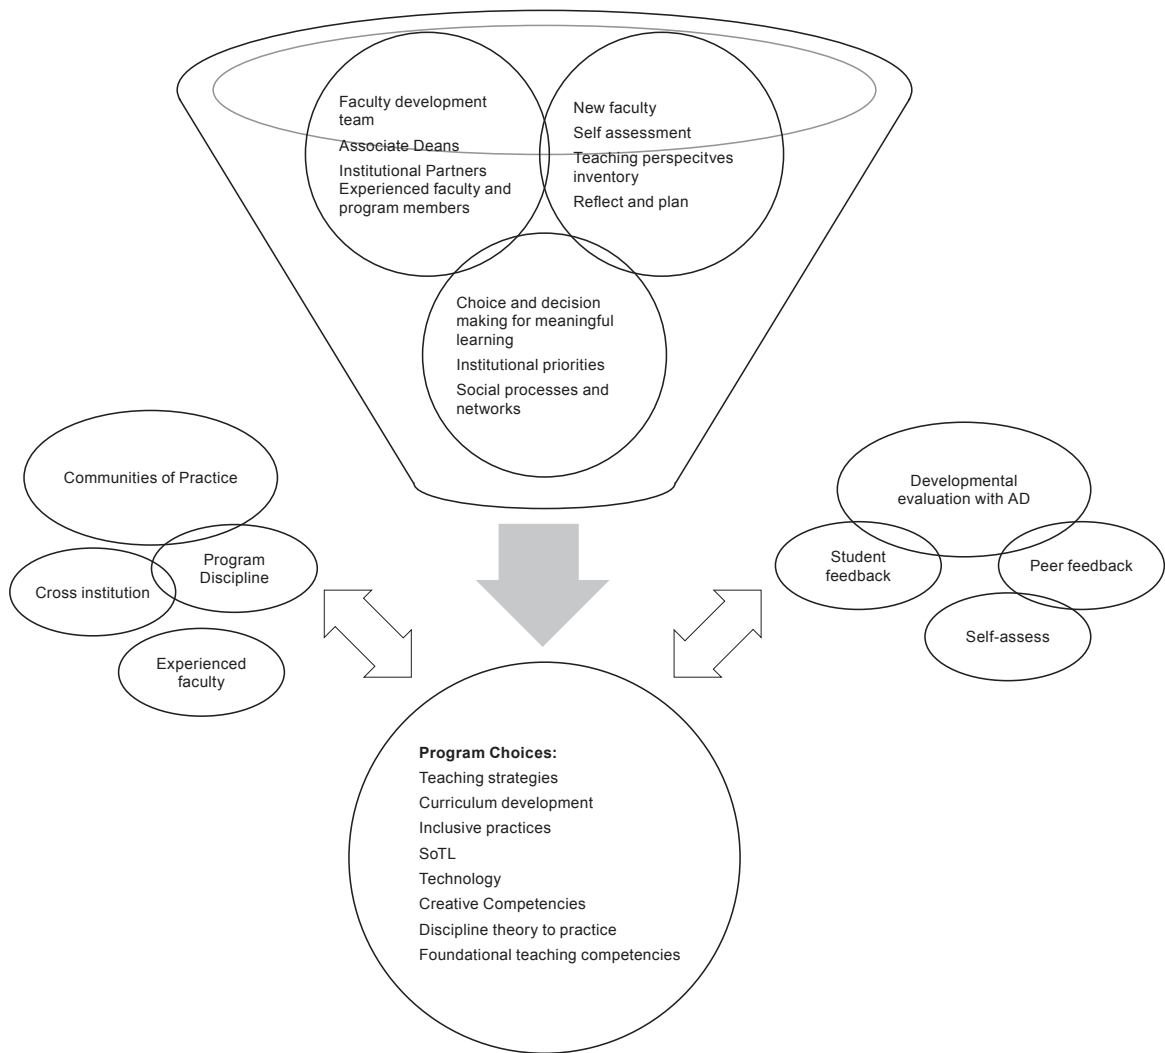 Faculty development
team
Associate Deans
Institutional Partners
Experienced faculty and
program members
New faculty
Self assessment
Teaching perspecitves
inventory
Reflect and plan
Choice and decision
making for meaningful
learning
Institutional priorities
Social processes and
networks
Communities of Practice
Program
Discipline
Cross institution
Experienced
faculty
Developmental
evaluation with AD
Student
feedback
Peer feedback
Self-assess
Program Choices:
Teaching strategies
Curriculum development
Inclusive practices
SoTL
Technology
Creative Competencies
Discipline theory to practice
Foundational teaching competencies